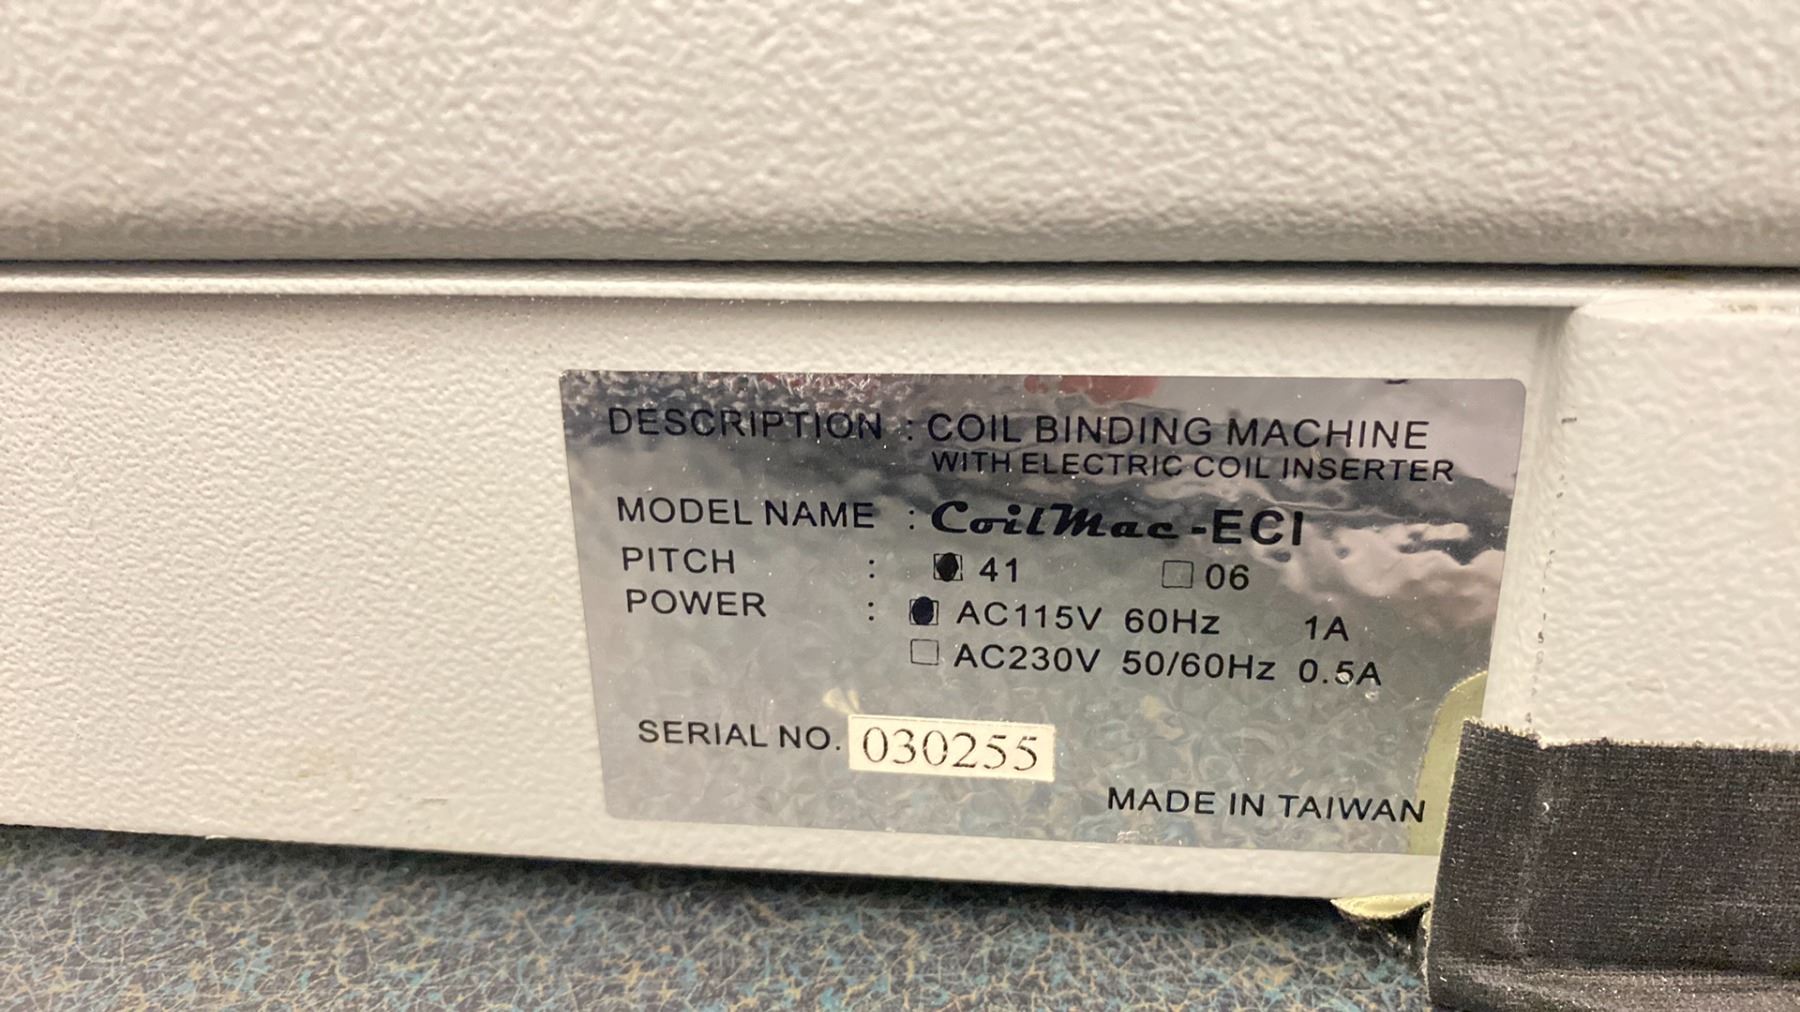 DESCRIPTION : COIL BINDING MACHINE
WITH ELECTRIC COIL INSERTER
MODEL NAME : CoilMac-ECI
PITCH : 41 06
POWER : AC115V 60Hz 1A
AC230V 50/60Hz 0.5A
SERIAL NO. 030255
MADE IN TAIWAN